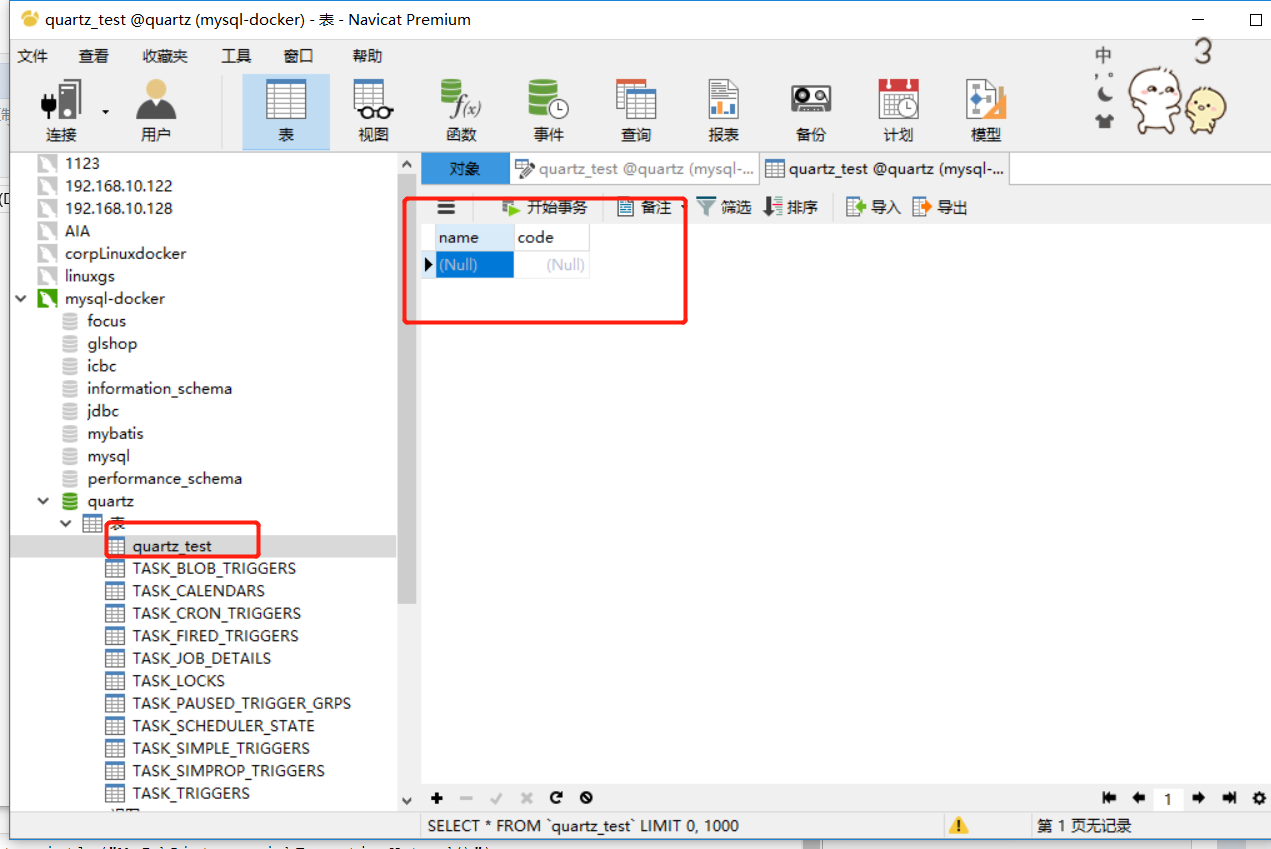 quartz_test @quartz (mysql-docker) - 表 - Navicat Premium
文件 查看 收藏夹 工具 窗口 帮助
中
3
连接 用户 表 视图 函数 事件 查询 报表 备份 计划 模型
f(x)
对象 quartz_test @quartz (mysql-... quartz_test @quartz (mysql-...
开始事务 备注 筛选 排序 导入 导出
name code
(Null) (Null)
1123
192.168.10.122
192.168.10.128
AIA
corpLinuxdocker
linuxgs
mysql-docker
focus
glshop
icbc
information_schema
jdbc
mybatis
mysql
performance_schema
quartz
表
quartz_test
TASK_BLOB_TRIGGERS
TASK_CALENDARS
TASK_CRON_TRIGGERS
TASK_FIRED_TRIGGERS
TASK_JOB_DETAILS
TASK_LOCKS
TASK_PAUSED_TRIGGER_GRPS
TASK_SCHEDULER_STATE
TASK_SIMPLE_TRIGGERS
TASK_SIMPROP_TRIGGERS
TASK_TRIGGERS
1
SELECT * FROM `quartz_test` LIMIT 0, 1000
第 1 页无记录